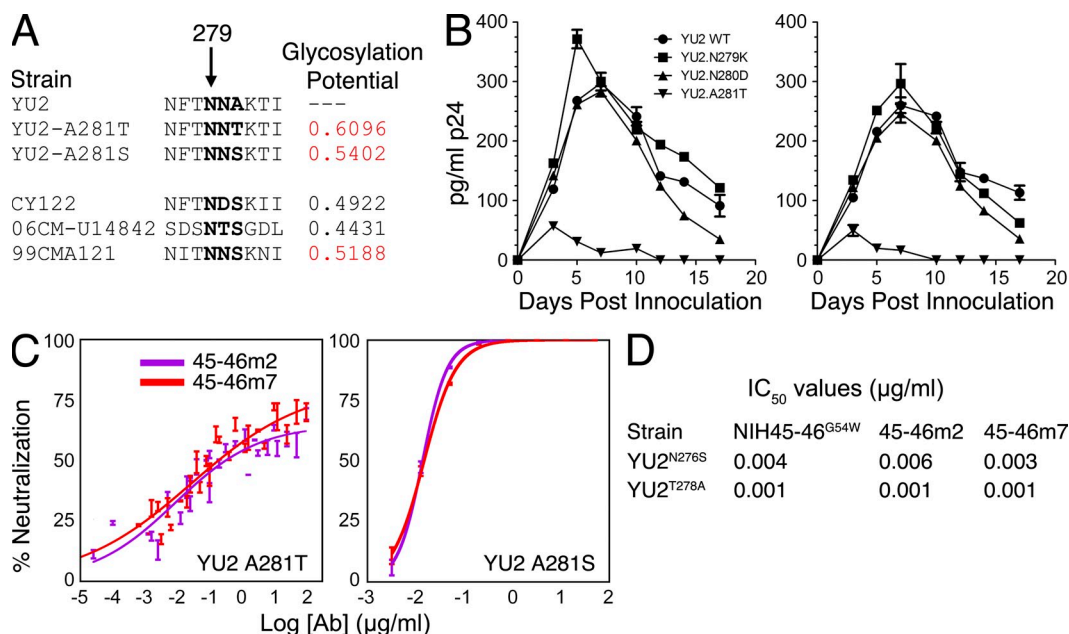 A
279
Strain
Glycosylation Potential
YU2 NFTNNAKTI ---
YU2-A281T NFTNNTKTI 0.6096
YU2-A281S NFTNNSKTI 0.5402
CY122 NFTNDSKII 0.4922
06CM-U14842 SDSNTSGDL 0.4431
99CMA121 NITNNSKNI 0.5188
B
pg/ml p24
400
300
200
100
0
0 5 10 15 20
Days Post Innoculation
YU2 WT
YU2.N279K
YU2.N280D
YU2.A281T
400
300
200
100
0
0 5 10 15 20
Days Post Innoculation
C
% Neutralization
100
75
50
25
0
45-46m2
45-46m7
YU2 A281T
-5 -4 -3 -2 -1 0 1 2
100
75
50
25
0
YU2 A281S
-3 -2 -1 0 1 2
Log [Ab] (µg/ml)
D
IC50 values (µg/ml)
Strain NIH45-46G54W 45-46m2 45-46m7
YU2N276S 0.004 0.006 0.003
YU2T278A 0.001 0.001 0.001